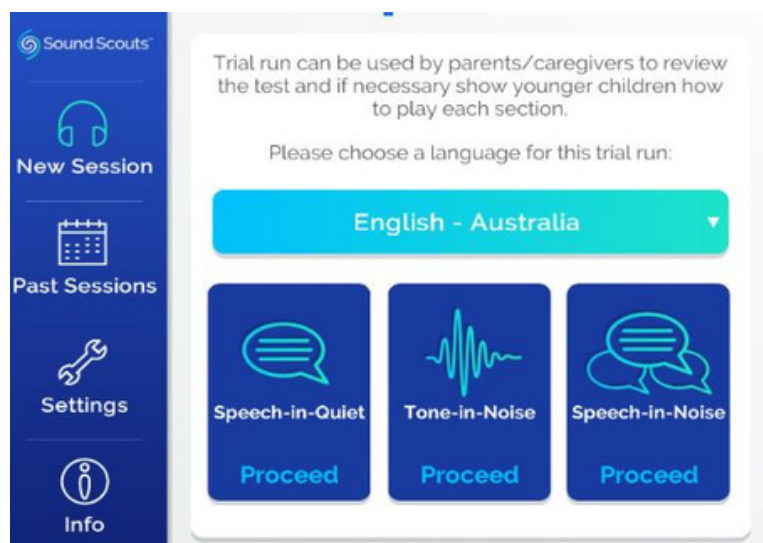 Sound Scouts™
New Session
Past Sessions
Settings
Info
Trial run can be used by parents/caregivers to review
the test and if necessary show younger children how
to play each section.
Please choose a language for this trial run:
English - Australia
Speech-in-Quiet
Proceed
Tone-in-Noise
Proceed
Speech-in-Noise
Proceed